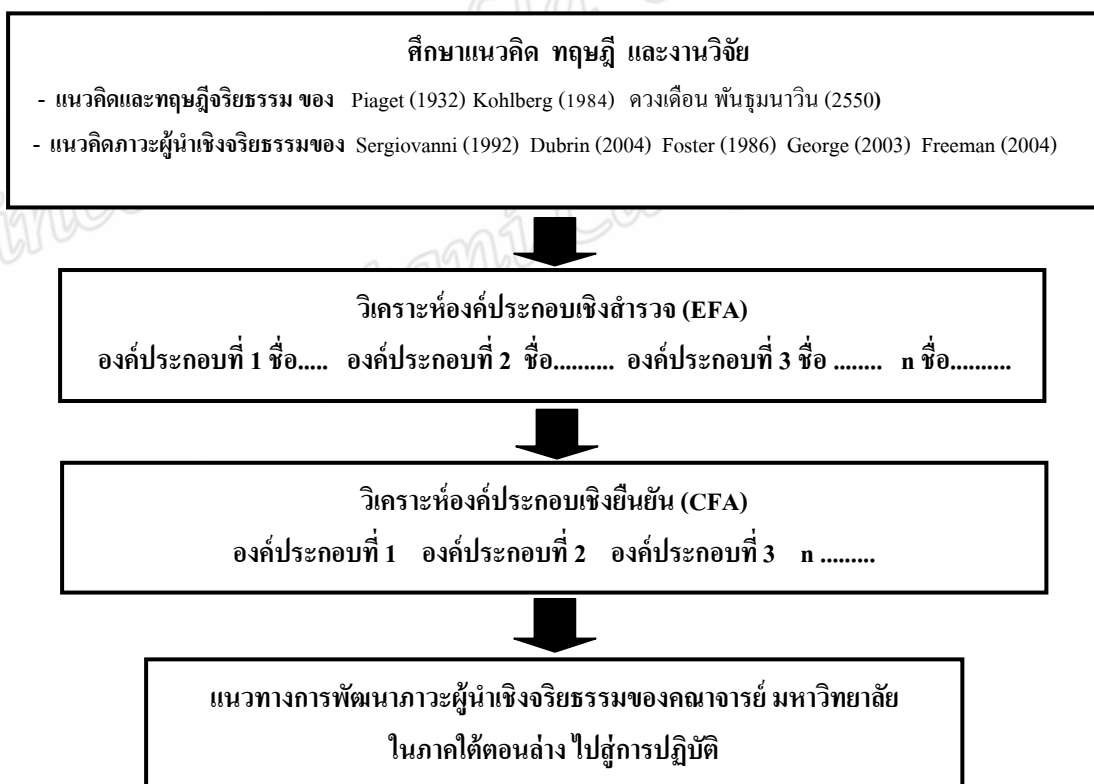 ศึกษาแนวคิด ทฤษฎี และงานวิจัย
- แนวคิดและทฤษฎีจริยธรรม ของ Piaget (1932) Kohlberg (1984) ดวงเดือน พันธุมนาวิน (2550)
- แนวคิดภาวะผู้นำเชิงจริยธรรมของ Sergiovanni (1992) Dubrin (2004) Foster (1986) George (2003) Freeman (2004)
วิเคราะห์องค์ประกอบเชิงสำรวจ (EFA)
องค์ประกอบที่ 1 ชื่อ..... องค์ประกอบที่ 2 ชื่อ.......... องค์ประกอบที่ 3 ชื่อ ........ n ชื่อ..........
วิเคราะห์องค์ประกอบเชิงยืนยัน (CFA)
องค์ประกอบที่ 1 องค์ประกอบที่ 2 องค์ประกอบที่ 3 n .........
แนวทางการพัฒนาภาวะผู้นำเชิงจริยธรรมของคณาจารย์ มหาวิทยาลัย
ในภาคใต้ตอนล่าง ไปสู่การปฏิบัติ